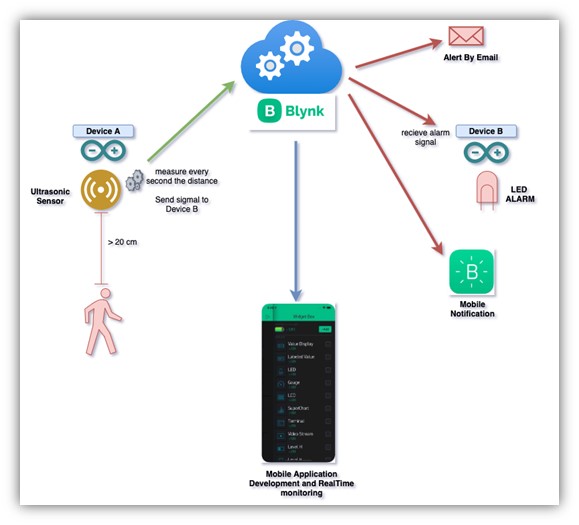 Alert By Email
B Blynk
Device A
recieve alarm
signal
Device B
measure every
second the distance
Send sigmal to
Device B
Ultrasonic
Sensor
LED
ALARM
> 20 cm
B
Mobile
Notification
Widget Box
Value Display
Labeled Value
LED
Gauge
LCD
SuperChart
Terminal
Video Stream
Level H
Mobile Application
Development and RealTime
monitoring